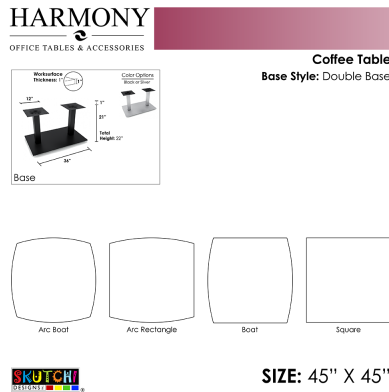 HARMONY
OFFICE TABLES & ACCESSORIES
Coffee Table
Base Style: Double Base
Worksurface
Thickness: 1"
Color Options
Black or Silver
12"
1"
21"
Total
Height: 22"
36"
Base
Arc Boat
Arc Rectangle
Boat
Square
SKUTCHI
DESIGNS
®
SIZE: 45" X 45"